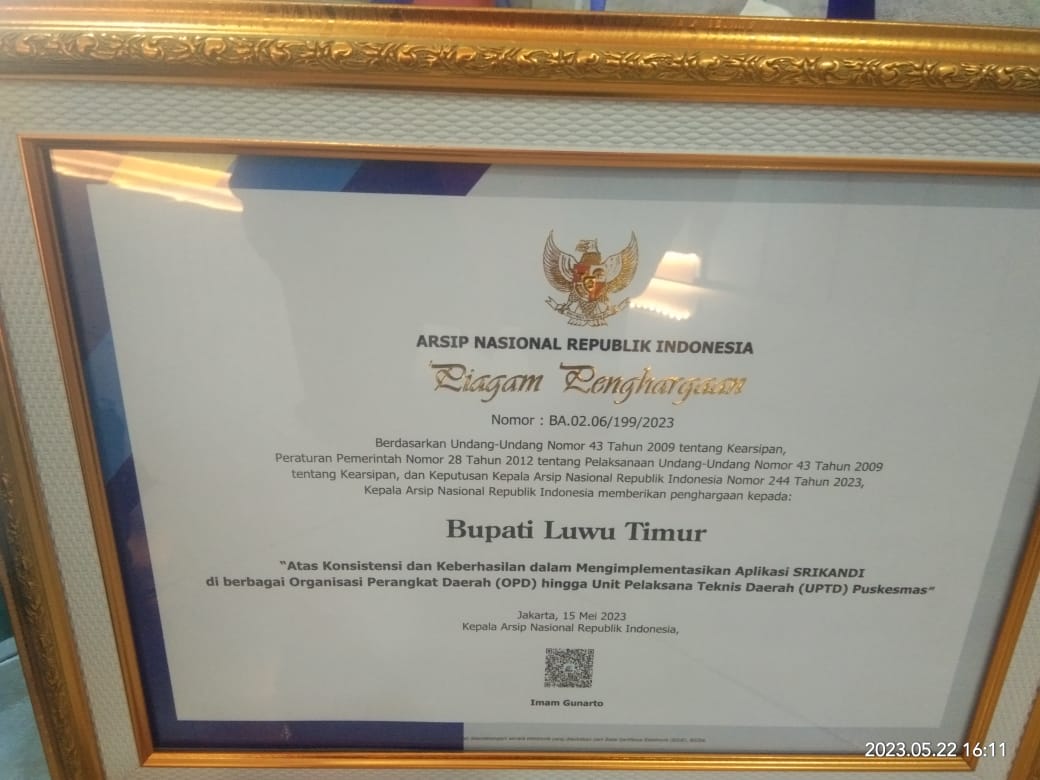 ARSIP NASIONAL REPUBLIK INDONESIA
Piagam Penghargaan
Nomor : BA.02.06/199/2023
Berdasarkan Undang-Undang Nomor 43 Tahun 2009 tentang Kearsipan,
Peraturan Pemerintah Nomor 28 Tahun 2012 tentang Pelaksanaan Undang-Undang Nomor 43 Tahun 2009
tentang Kearsipan, dan Keputusan Kepala Arsip Nasional Republik Indonesia Nomor 244 Tahun 2023,
Kepala Arsip Nasional Republik Indonesia memberikan penghargaan kepada:
Bupati Luwu Timur
"Atas Konsistensi dan Keberhasilan dalam Mengimplementasikan Aplikasi SRIKANDI
di berbagai Organisasi Perangkat Daerah (OPD) hingga Unit Pelaksana Teknis Daerah (UPTD) Puskesmas"
Jakarta, 15 Mei 2023
Kepala Arsip Nasional Republik Indonesia,
Imam Gunarto
2023.05.22 16:11